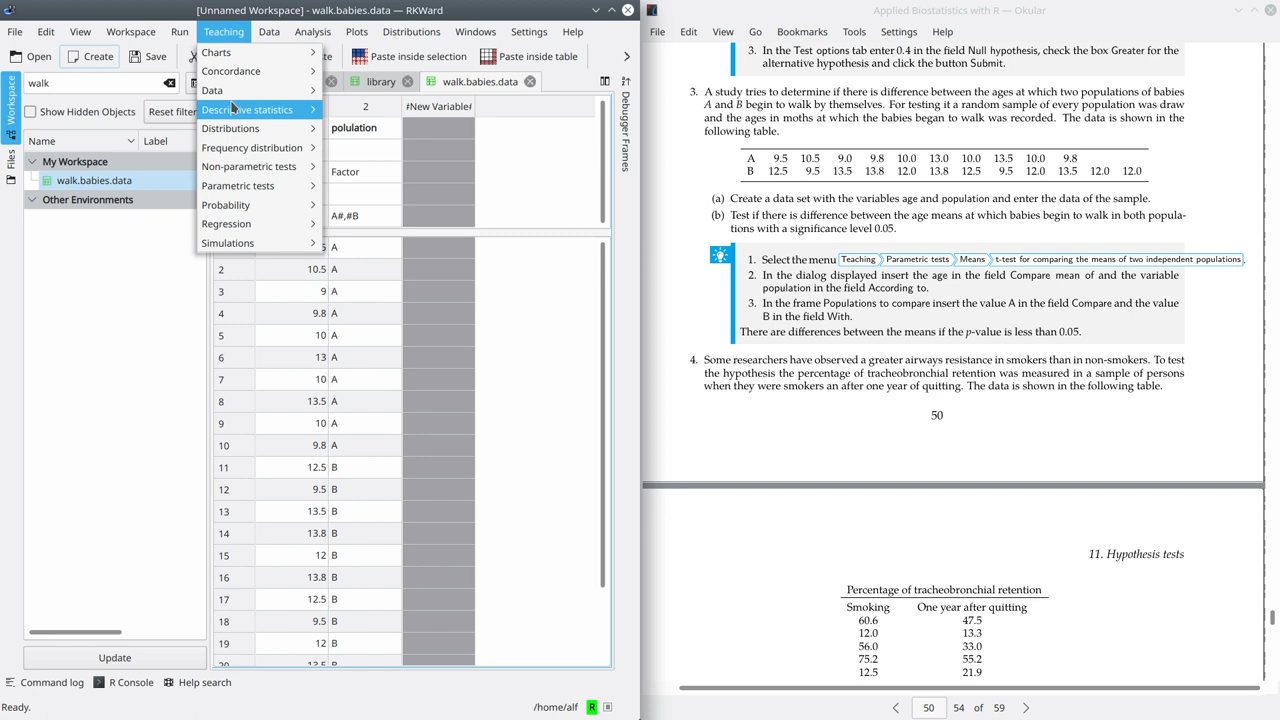 [Unnamed Workspace] - walk.babies.data — RKWard
File Edit View Workspace Run Teaching Data Analysis Plots Distributions Windows Settings Help
Open Create Save Paste inside selection Paste inside table
walk
library walk.babies.data
Show Hidden Objects Reset filter
Name Label
My Workspace
walk.babies.data
Other Environments
Update
Workspace
Files
Charts
Concordance
Data
Descriptive statistics
Distributions
Frequency distribution
Non-parametric tests
Parametric tests
Probability
Regression
Simulations
2 #New Variable#
polulation
Factor
A#,#B
A
2 10.5 A
3 9 A
4 9.8 A
5 10 A
6 13 A
7 10 A
8 13.5 A
9 10 A
10 9.8 A
11 12.5 B
12 9.5 B
13 13.5 B
14 13.8 B
15 12 B
16 13.8 B
17 12.5 B
18 9.5 B
19 12 B
20 13.5 B
Debugger Frames
Command log R Console Help search
Ready. /home/alf R
Applied Biostatistics with R — Okular
File Edit View Go Bookmarks Tools Settings Help
3. In the Test options tab enter 0.4 in the field Null hypothesis, check the box Greater for the
alternative hypothesis and click the button Submit.
3. A study tries to determine if there is difference between the ages at which two populations of babies
A and B begin to walk by themselves. For testing it a random sample of every population was draw
and the ages in moths at which the babies began to walk was recorded. The data is shown in the
following table.
A 9.5 10.5 9.0 9.8 10.0 13.0 10.0 13.5 10.0 9.8
B 12.5 9.5 13.5 13.8 12.0 13.8 12.5 9.5 12.0 13.5 12.0 12.0
(a) Create a data set with the variables age and population and enter the data of the sample.
(b) Test if there is difference between the age means at which babies begin to walk in both popula-
tions with a significance level 0.05.
1. Select the menu Teaching Parametric tests Means t-test for comparing the means of two independent populations.
2. In the dialog displayed insert the age in the field Compare mean of and the variable
population in the field According to.
3. In the frame Populations to compare insert the value A in the field Compare and the value
B in the field With.
There are differences between the means if the p-value is less than 0.05.
4. Some researchers have observed a greater airways resistance in smokers than in non-smokers. To test
the hypothesis the percentage of tracheobronchial retention was measured in a sample of persons
when they were smokers an after one year of quitting. The data is shown in the following table.
50
11. Hypothesis tests
Percentage of tracheobronchial retention
Smoking One year after quitting
60.6 47.5
12.0 13.3
56.0 33.0
75.2 55.2
12.5 21.9
50 54 of 59